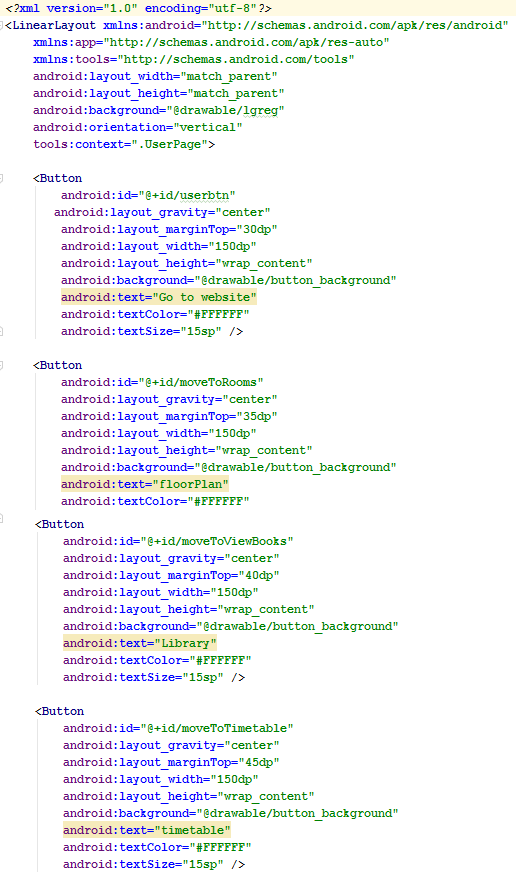 <?xml version="1.0" encoding="utf-8"?>
<LinearLayout xmlns:android="http://schemas.android.com/apk/res/android"
    xmlns:app="http://schemas.android.com/apk/res-auto"
    xmlns:tools="http://schemas.android.com/tools"
    android:layout_width="match_parent"
    android:layout_height="match_parent"
    android:background="@drawable/lgreg"
    android:orientation="vertical"
    tools:context=".UserPage">

    <Button
        android:id="@+id/userbtn"
       android:layout_gravity="center"
        android:layout_marginTop="30dp"
        android:layout_width="150dp"
        android:layout_height="wrap_content"
        android:background="@drawable/button_background"
        android:text="Go to website"
        android:textColor="#FFFFFF"
        android:textSize="15sp" />

    <Button
        android:id="@+id/moveToRooms"
        android:layout_gravity="center"
        android:layout_marginTop="35dp"
        android:layout_width="150dp"
        android:layout_height="wrap_content"
        android:background="@drawable/button_background"
        android:text="floorPlan"
        android:textColor="#FFFFFF"
    <Button
        android:id="@+id/moveToViewBooks"
        android:layout_gravity="center"
        android:layout_marginTop="40dp"
        android:layout_width="150dp"
        android:layout_height="wrap_content"
        android:background="@drawable/button_background"
        android:text="Library"
        android:textColor="#FFFFFF"
        android:textSize="15sp" />

    <Button
        android:id="@+id/moveToTimetable"
        android:layout_gravity="center"
        android:layout_marginTop="45dp"
        android:layout_width="150dp"
        android:layout_height="wrap_content"
        android:background="@drawable/button_background"
        android:text="timetable"
        android:textColor="#FFFFFF"
        android:textSize="15sp" />